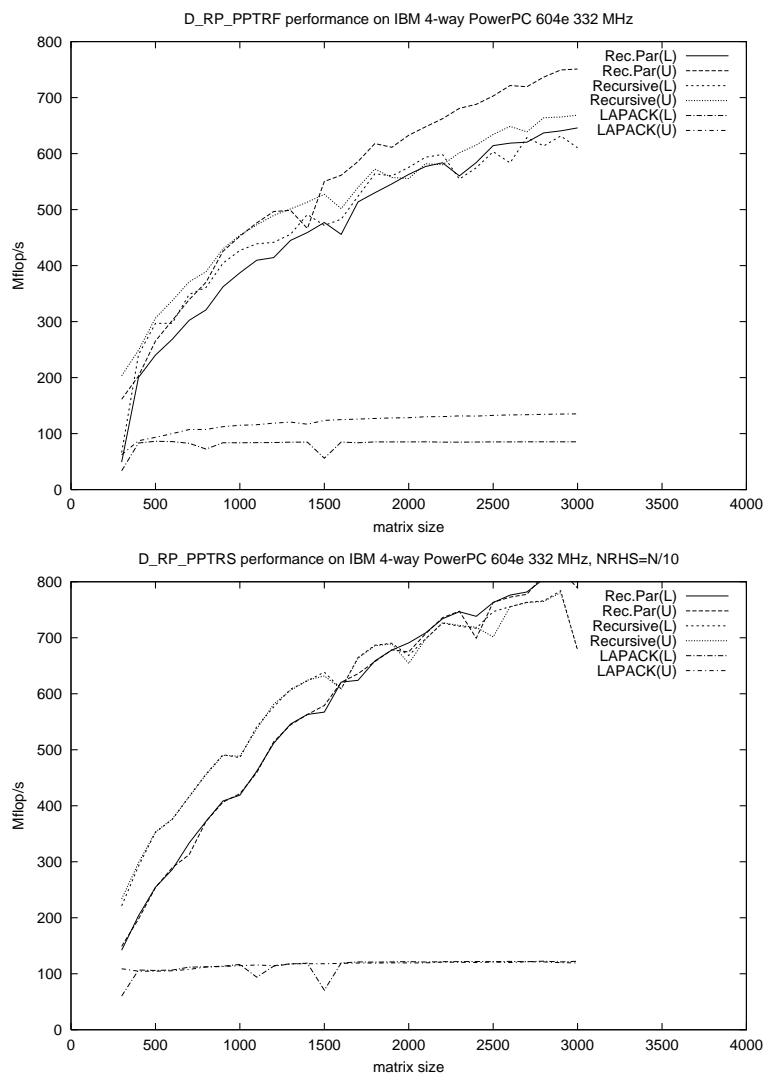 D_RP_PPTRF performance on IBM 4-way PowerPC 604e 332 MHz
800
700
600
500
400
300
200
100
0
Mflop/s
Rec.Par(L)
Rec.Par(U)
Recursive(L)
Recursive(U)
LAPACK(L)
LAPACK(U)
0 500 1000 1500 2000 2500 3000 3500 4000
matrix size
D_RP_PPTRS performance on IBM 4-way PowerPC 604e 332 MHz, NRHS=N/10
800
700
600
500
400
300
200
100
0
Mflop/s
Rec.Par(L)
Rec.Par(U)
Recursive(L)
Recursive(U)
LAPACK(L)
LAPACK(U)
0 500 1000 1500 2000 2500 3000 3500 4000
matrix size